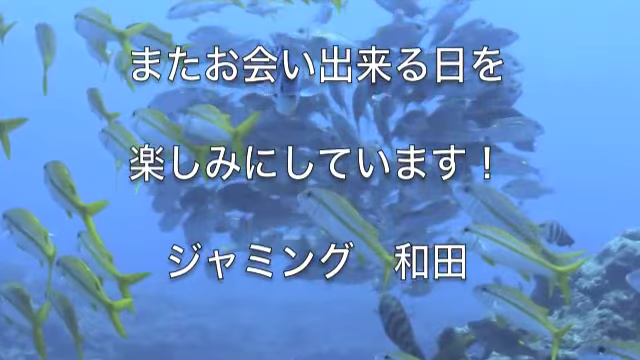 またお会い出来る日を
楽しみにしています！
ジャミング　和田